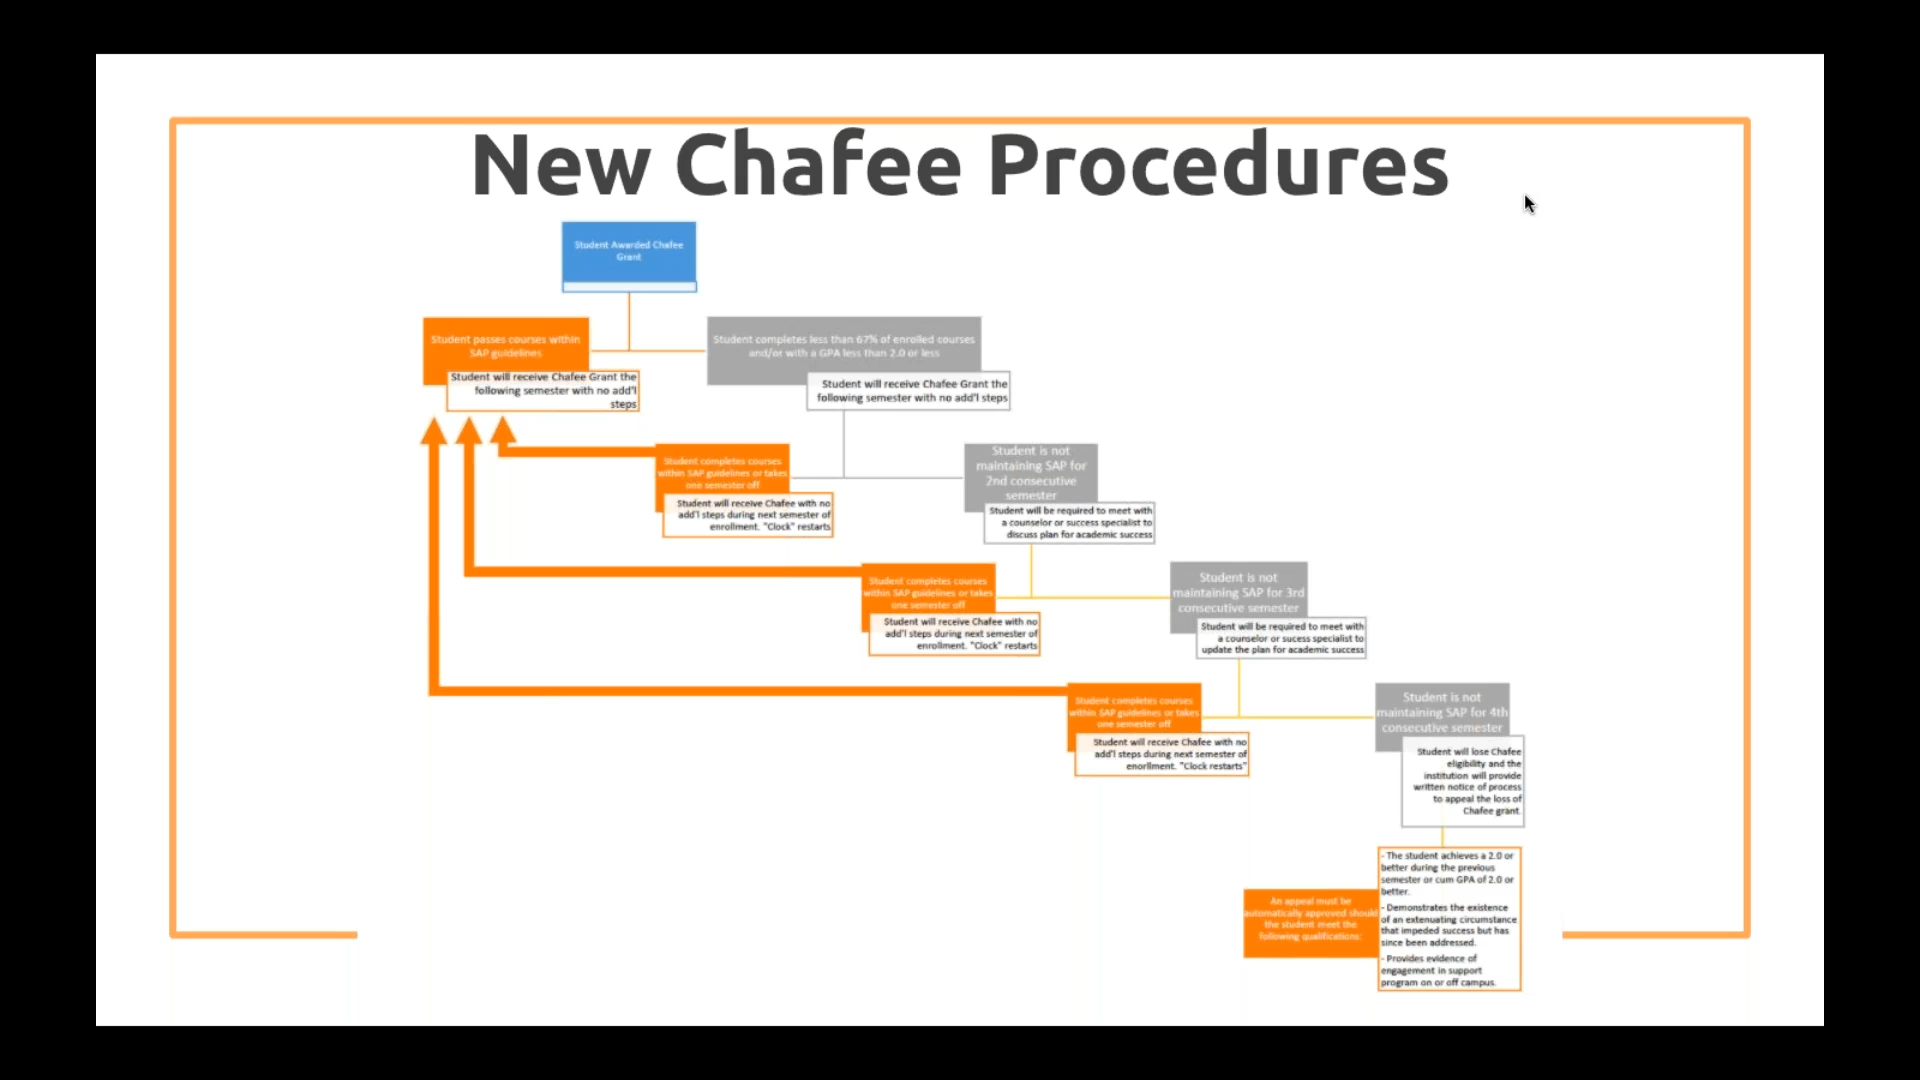 New Chafee Procedures
Student Awarded Chafee
Grant
Student passes courses within
SAP guidelines
Student will receive Chafee Grant the
following semester with no add'l
steps
Student completes less than 67% of enrolled courses
and/or with a GPA less than 2.0 or less
Student will receive Chafee Grant the
following semester with no add'l steps
Student completes courses
within SAP guidelines or takes
one semester off
Student will receive Chafee with no
add'l steps during next semester of
enrollment. "Clock" restarts
Student is not
maintaining SAP for
2nd consecutive
semester
Student will be required to meet with
a counselor or success specialist to
discuss plan for academic success
Student completes courses
within SAP guidelines or takes
one semester off
Student will receive Chafee with no
add'l steps during next semester of
enrollment. "Clock" restarts
Student is not
maintaining SAP for 3rd
consecutive semester
Student will be required to meet with
a counselor or sucess specialist to
update the plan for academic success
Student completes courses
within SAP guidelines or takes
one semester off
Student will receive Chafee with no
add'l steps during next semester of
enorllment. "Clock restarts"
Student is not
maintaining SAP for 4th
consecutive semester
Student will lose Chafee
eligibility and the
institution will provide
written notice of process
to appeal the loss of
Chafee grant.
An appeal must be
automatically approved should
the student meet the
following qualifications:
- The student achieves a 2.0 or
better during the previous
semester or cum GPA of 2.0 or
better.
- Demonstrates the existence
of an extenuating circumstance
that impeded success but has
since been addressed.
- Provides evidence of
engagement in support
program on or off campus.